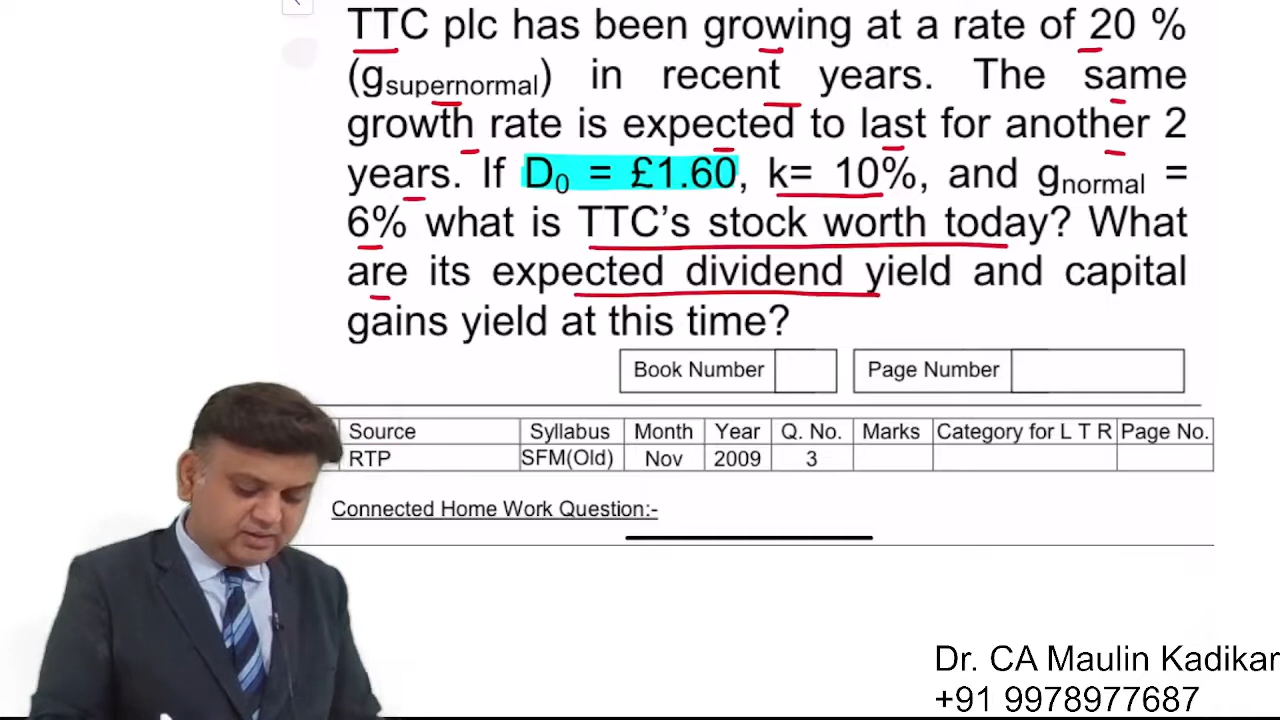 TTC plc has been growing at a rate of 20 %
(gsupernormal) in recent years. The same
growth rate is expected to last for another 2
years. If D0 = £1.60, k= 10%, and gnormal =
6% what is TTC’s stock worth today? What
are its expected dividend yield and capital
gains yield at this time?
Book Number Page Number
Source Syllabus Month Year Q. No. Marks Category for L T R Page No.
RTP SFM(Old) Nov 2009 3
Connected Home Work Question:-
Dr. CA Maulin Kadikar
+91 9978977687